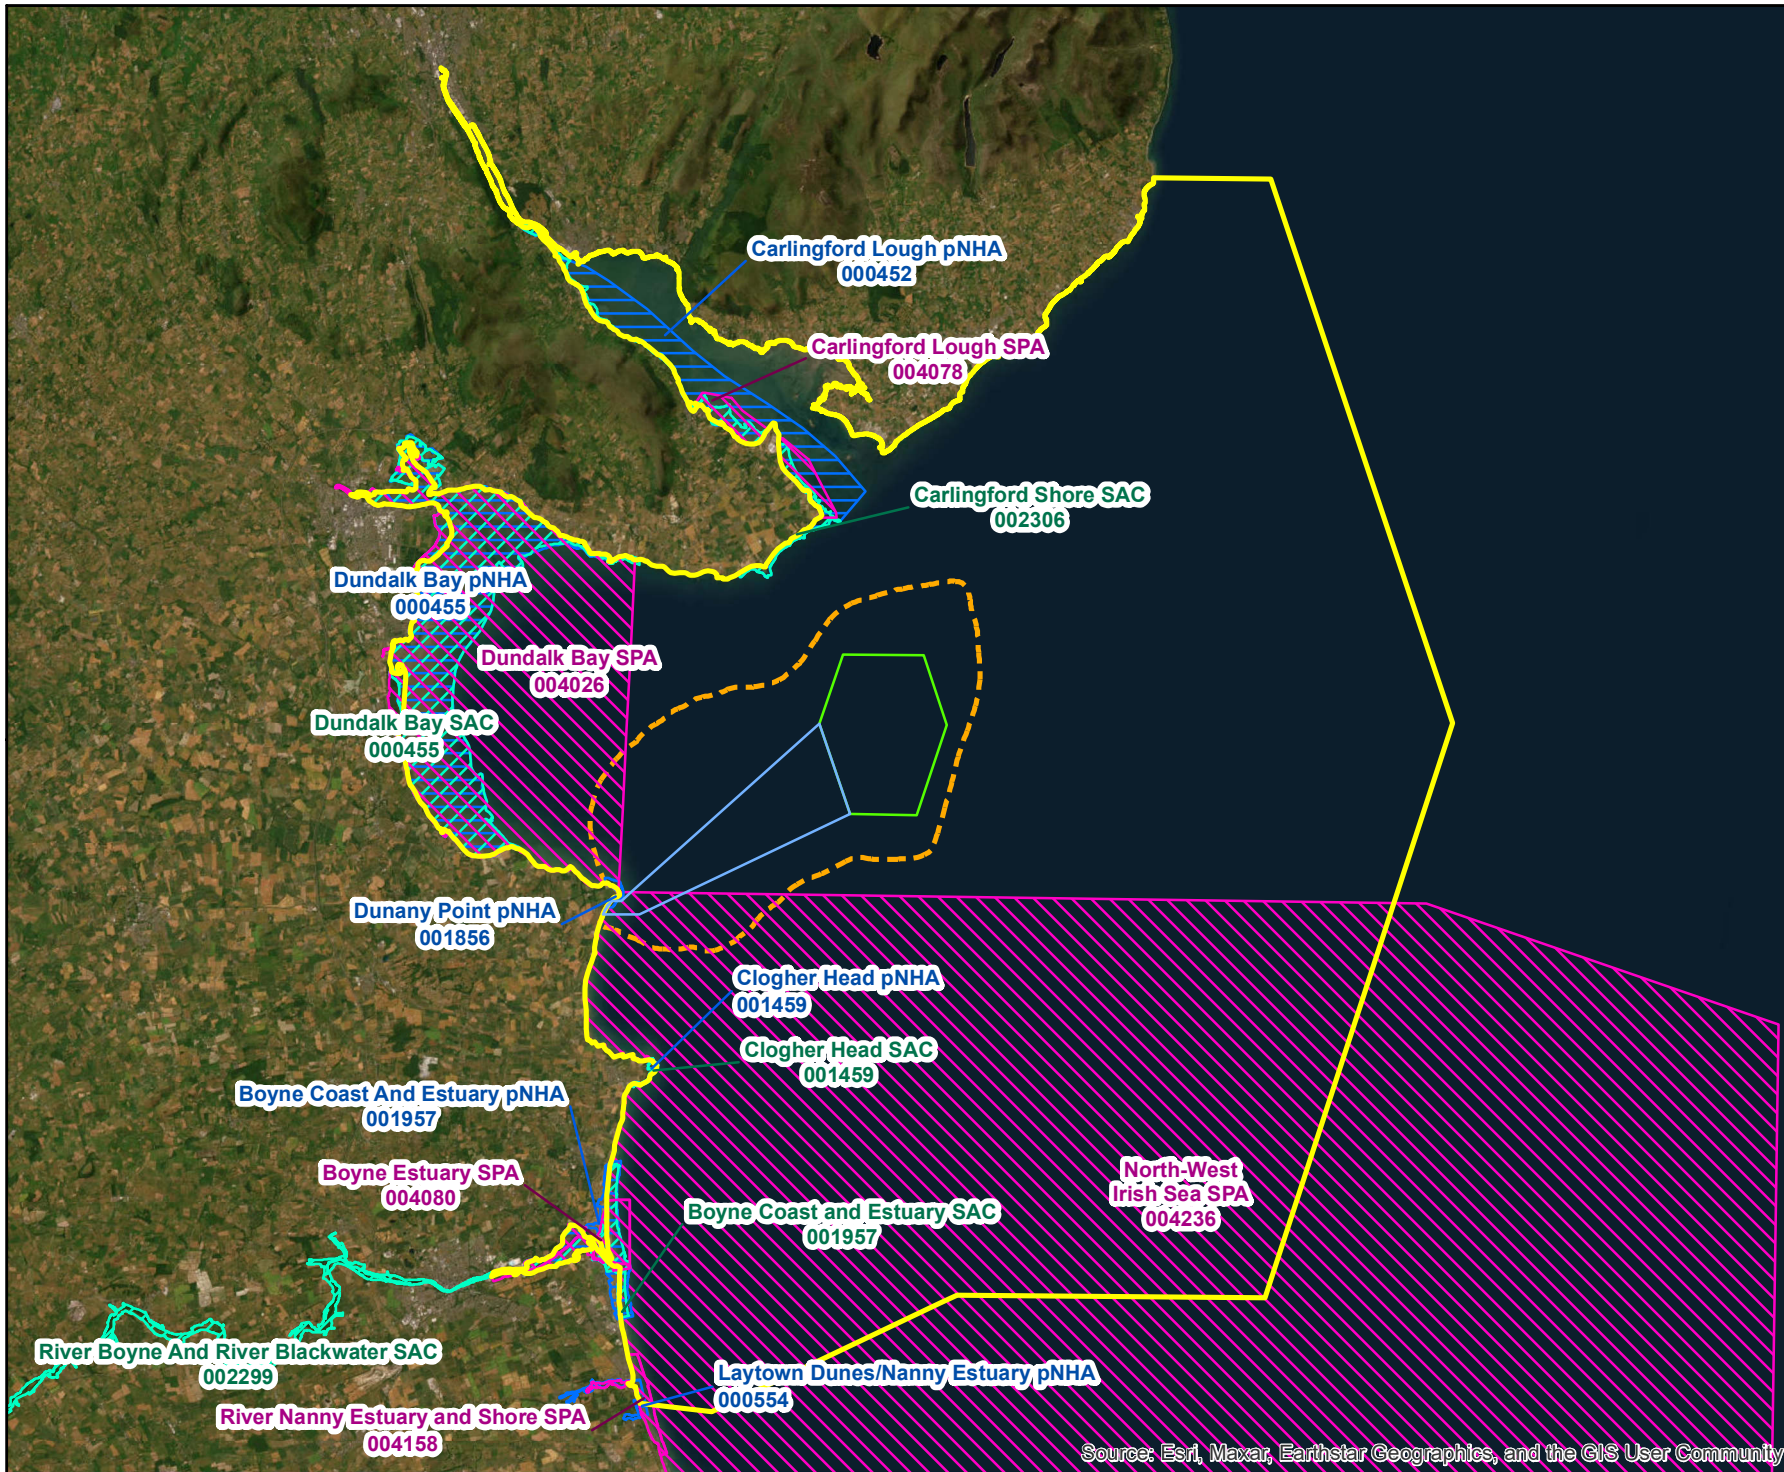 Carlingford Lough pNHA
000452
Carlingford Lough SPA
004078
Carlingford Shore SAC
002306
Dundalk Bay pNHA
000455
Dundalk Bay SPA
004026
Dundalk Bay SAC
000455
Dunany Point pNHA
001856
Clogher Head pNHA
001459
Clogher Head SAC
001459
Boyne Coast And Estuary pNHA
001957
Boyne Estuary SPA
004080
North-West
Irish Sea SPA
004236
Boyne Coast and Estuary SAC
001957
River Boyne And River Blackwater SAC
002299
Laytown Dunes/Nanny Estuary pNHA
000554
River Nanny Estuary and Shore SPA
004158
Source: Esri, Maxar, Earthstar Geographics, and the GIS User Community